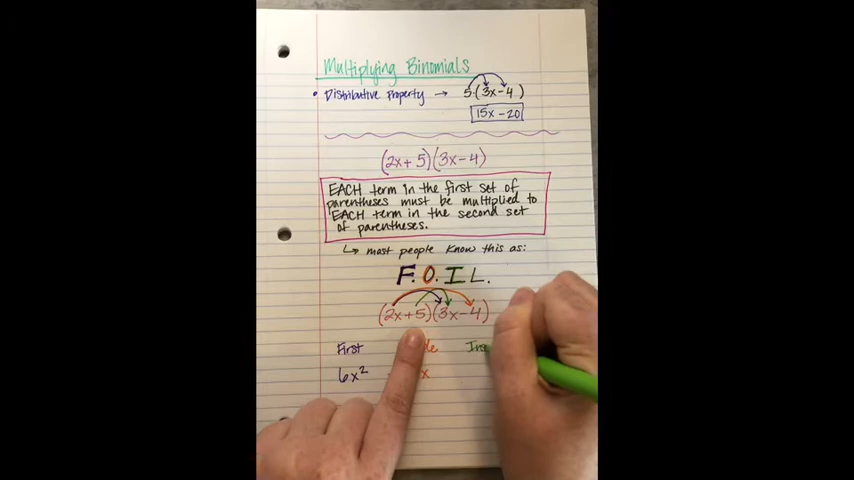 Multiplying Binomials
• Distributive Property → 5·(3x-4)
15x - 20
(2x+5)(3x-4)
EACH term in the first set of
parentheses must be multiplied to
EACH term in the second set
of parentheses.
↳ most people know this as:
F.O.I.L.
(2x+5)(3x-4)
First
6x² x